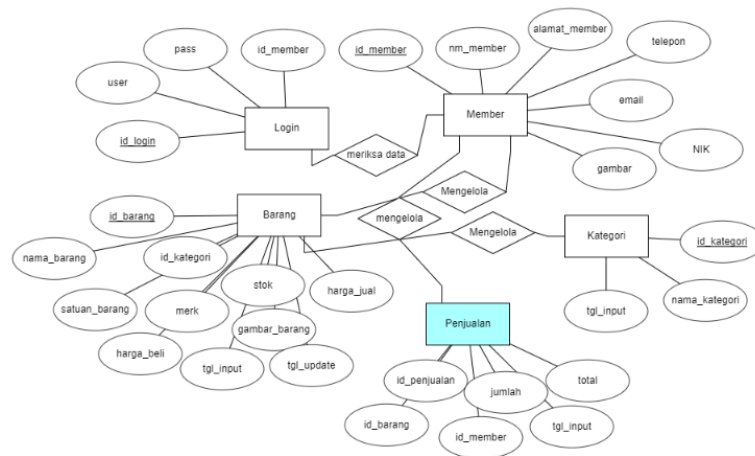 pass
id_member
user
id_login
Login
meriksa data
id_member
nm_member
alamat_member
telepon
email
NIK
gambar
Member
Mengelola
mengelola
Mengelola
id_barang
Barang
nama_barang
id_kategori
satuan_barang
merk
harga_beli
stok
gambar_barang
tgl_input
tgl_update
harga_jual
Kategori
id_kategori
nama_kategori
tgl_input
Penjualan
id_penjualan
id_barang
id_member
jumlah
tgl_input
total